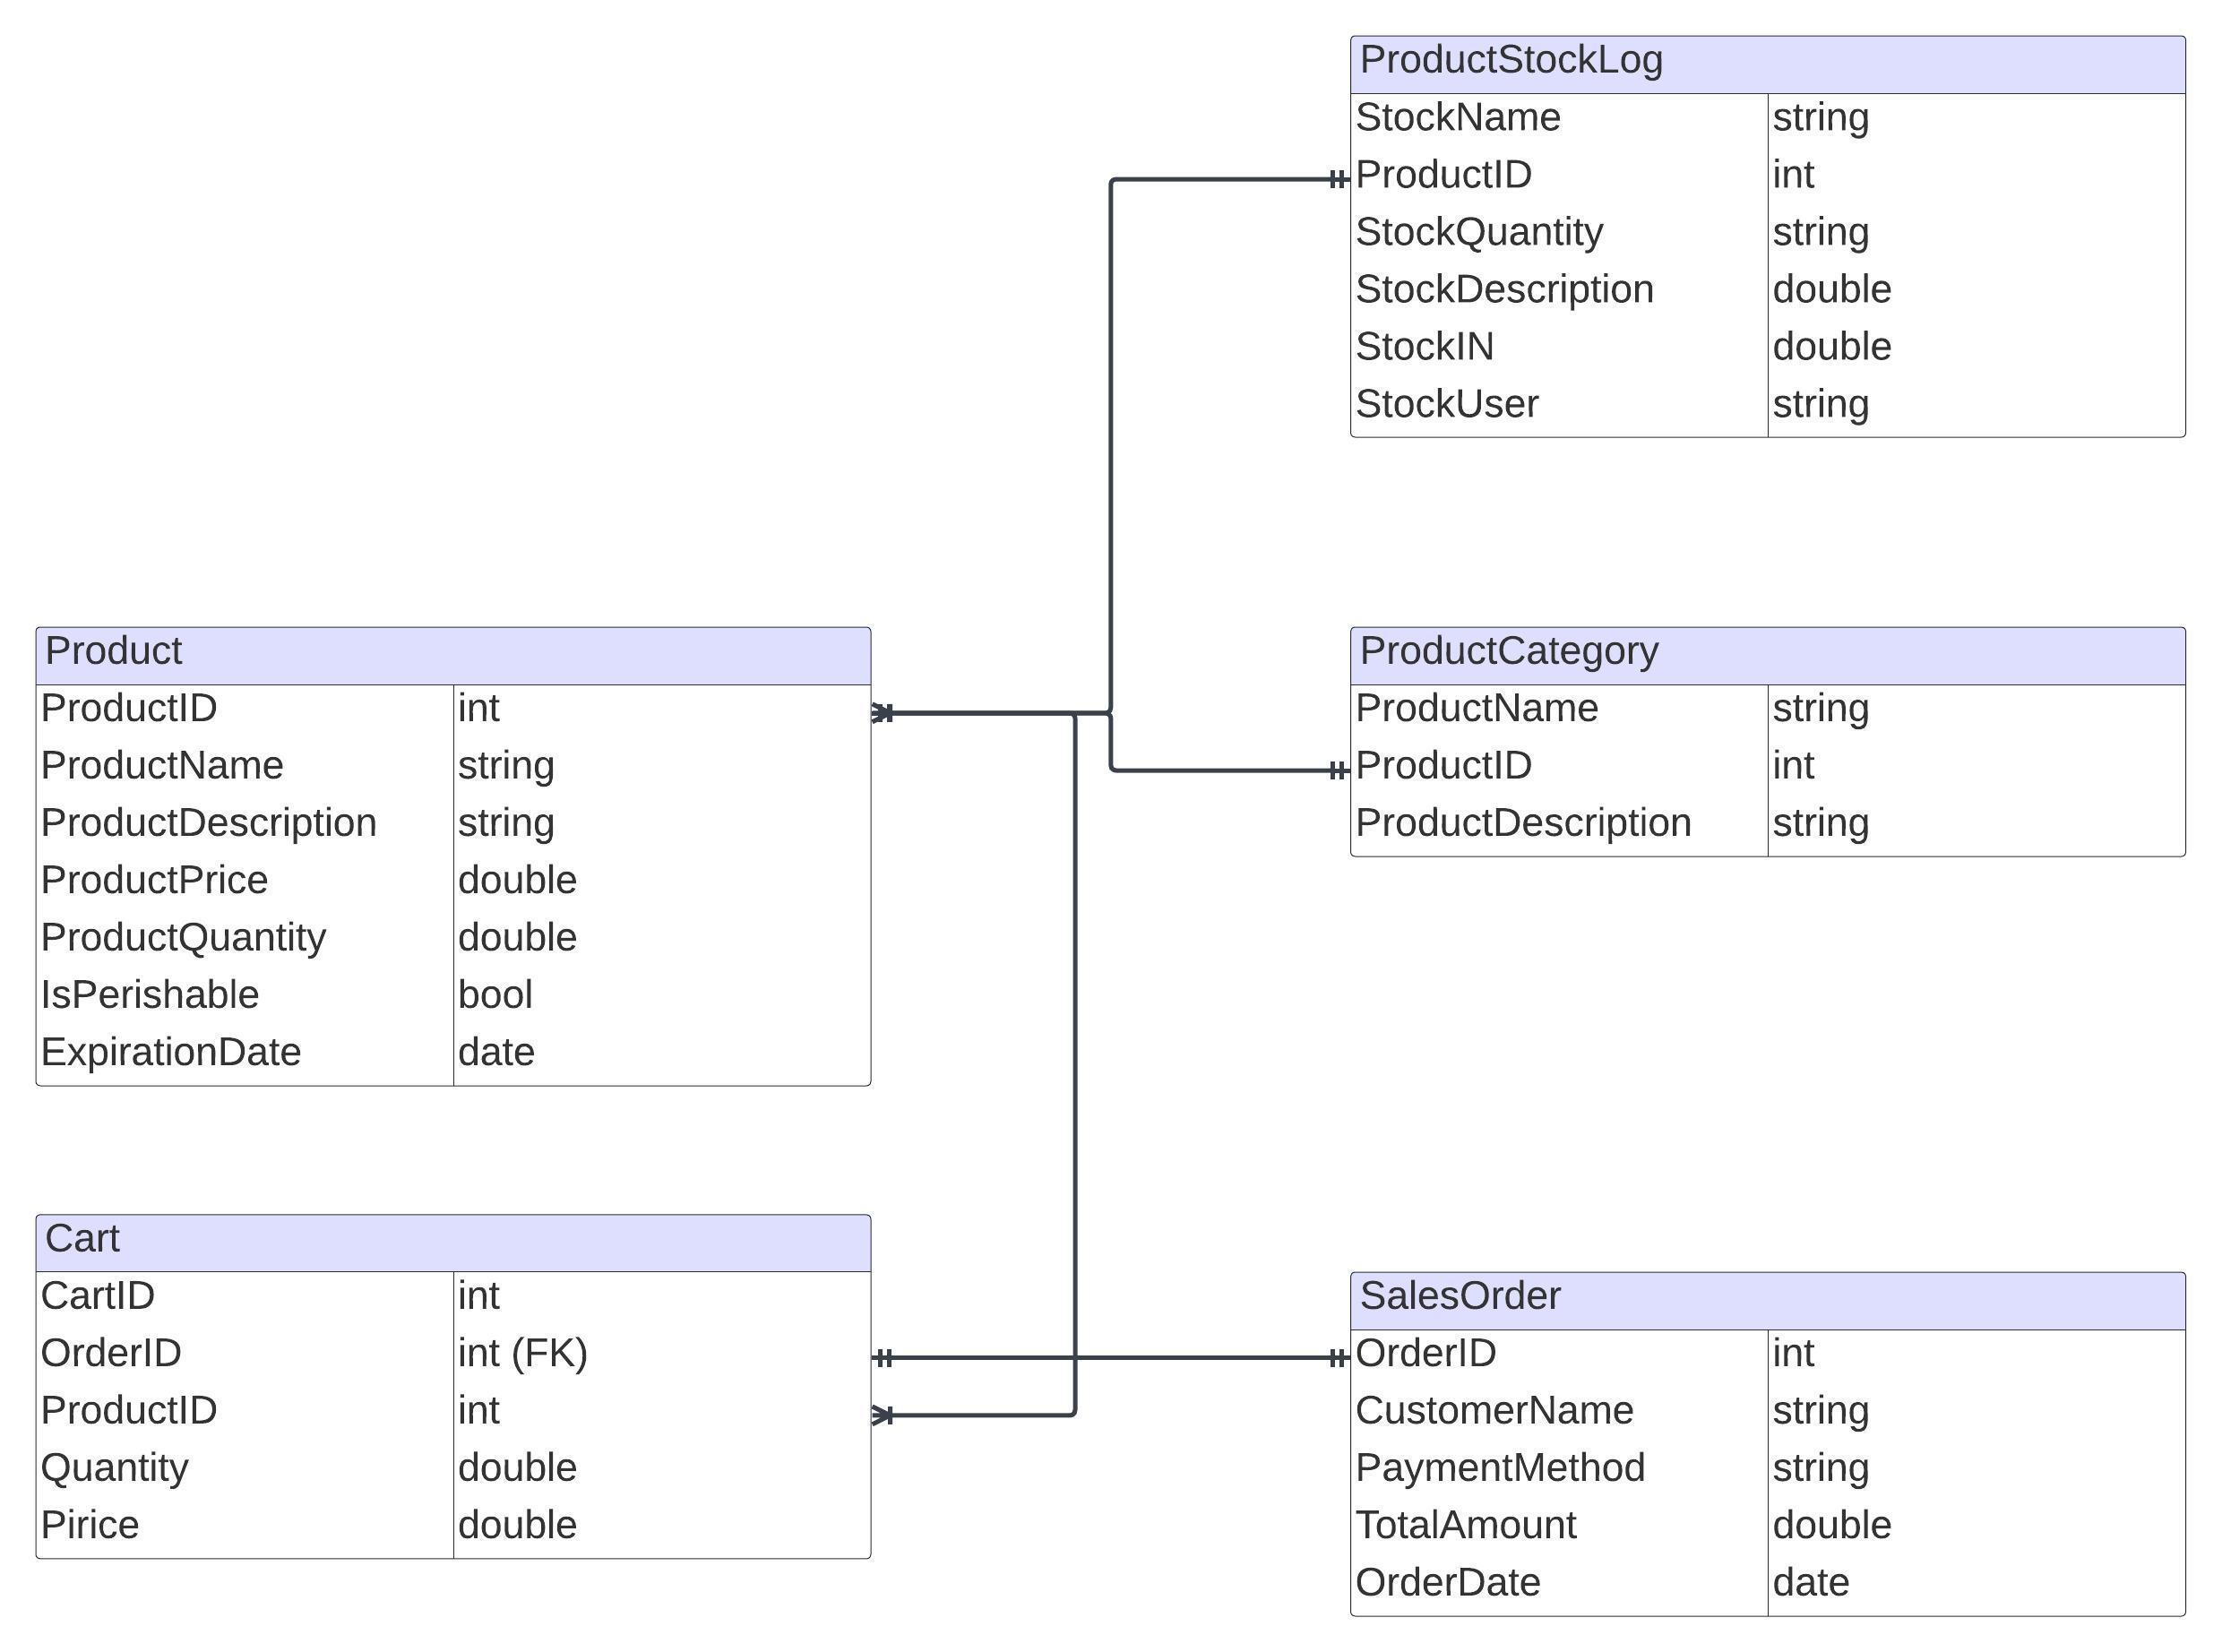 ProductStockLog
StockName string
ProductID int
StockQuantity string
StockDescription double
StockIN double
StockUser string
Product
ProductID int
ProductName string
ProductDescription string
ProductPrice double
ProductQuantity double
IsPerishable bool
ExpirationDate date
ProductCategory
ProductName string
ProductID int
ProductDescription string
Cart
CartID int
OrderID int (FK)
ProductID int
Quantity double
Pirice double
SalesOrder
OrderID int
CustomerName string
PaymentMethod string
TotalAmount double
OrderDate date